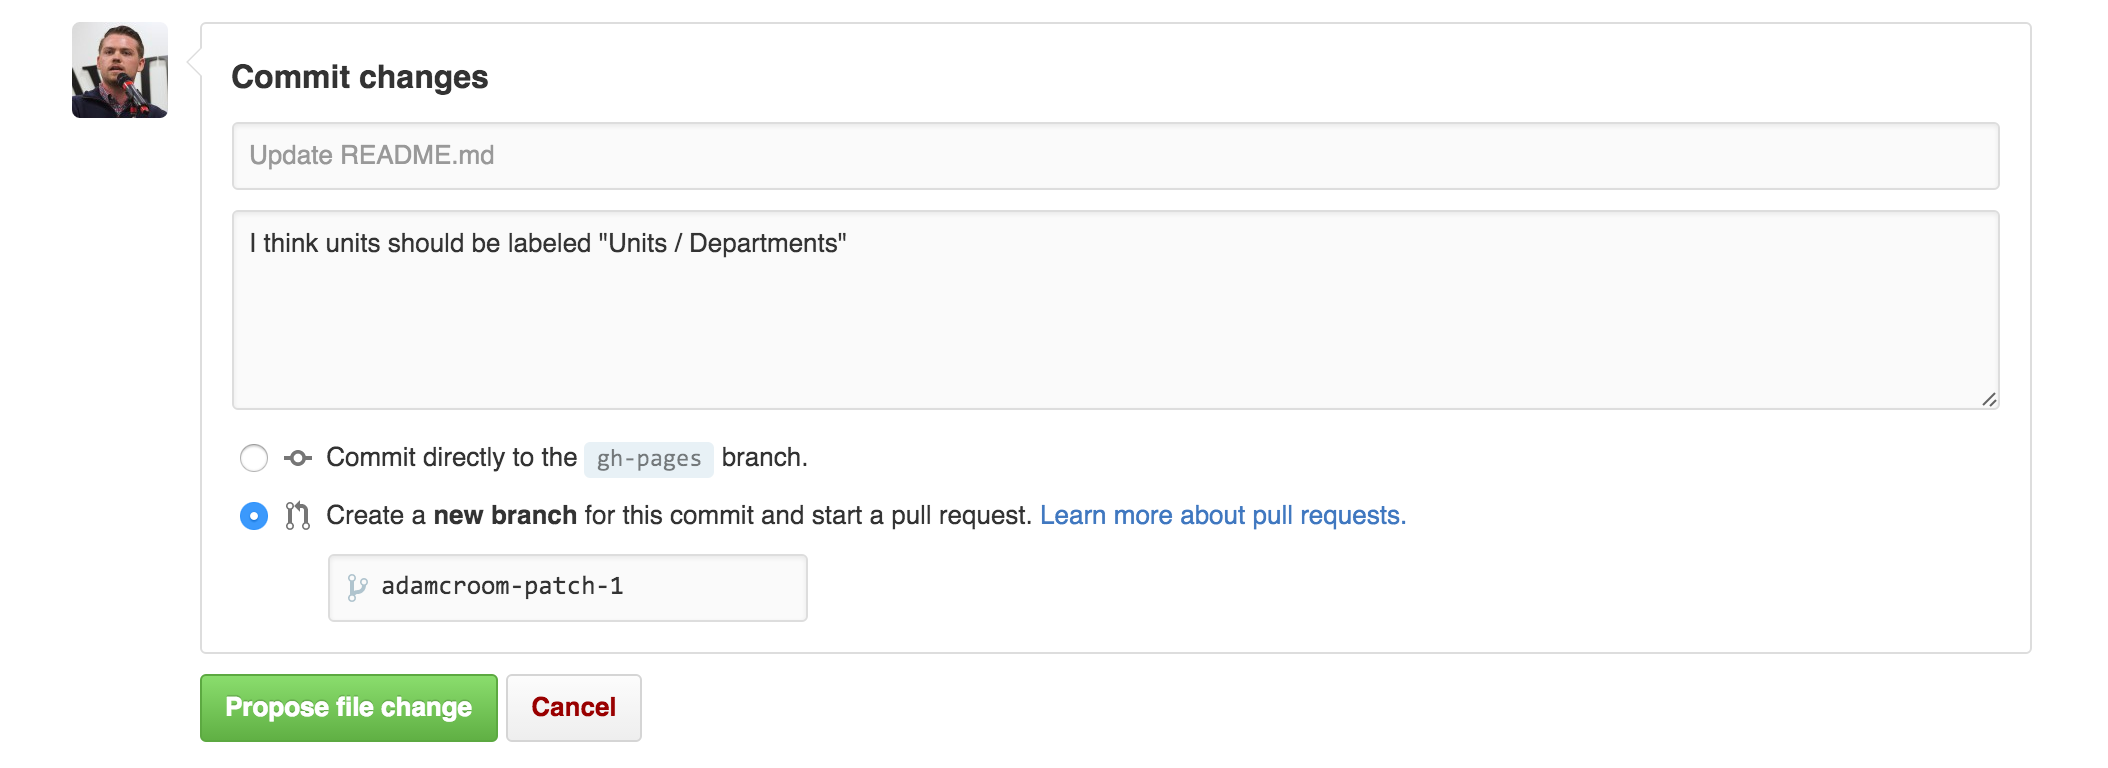 Commit changes
Update README.md
I think units should be labeled "Units / Departments"
Commit directly to the gh-pages branch.
Create a new branch for this commit and start a pull request. Learn more about pull requests.
adamcroom-patch-1
Propose file change Cancel